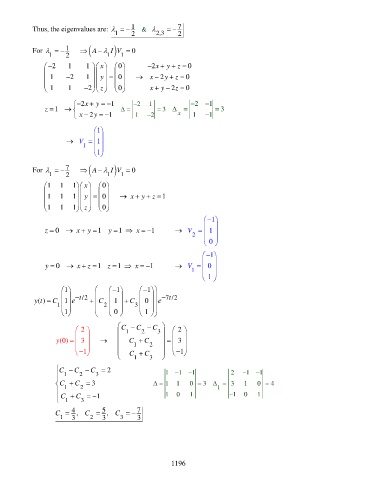 Thus, the eigenvalues are: λ₁ = −1/2 & λ₂,₃ = −7/2
For λ₁ = −1/2 ⇒ (A − λ₁I)V₁ = 0
(−2 1 1; 1 −2 1; 1 1 −2)(x; y; z) = (0; 0; 0) → −2x + y + z = 0; x − 2y + z = 0; x + y − 2z = 0
z = 1 → {−2x + y = −1; x − 2y = −1 Δ = |−2 1; 1 −2| = 3 Δₓ = |−2 −1; 1 −1| = 3
→ V₁ = (1; 1; 1)
For λ₁ = −7/2 ⇒ (A − λ₁I)V₁ = 0
(1 1 1; 1 1 1; 1 1 1)(x; y; z) = (0; 0; 0) → x + y + z = 1
z = 0 → x + y = 1 y = 1 ⇒ x = −1 → V₂ = (−1; 1; 0)
y = 0 → x + z = 1 z = 1 ⇒ x = −1 → V₁ = (−1; 0; 1)
y(t) = C₁(1; 1; 1)e^(−t/2) + (C₂(−1; 1; 0) + C₃(−1; 0; 1))e^(−7t/2)
y(0) = (2; 3; −1) → (C₁ − C₂ − C₃; C₁ + C₂; C₁ + C₃) = (2; 3; −1)
{C₁ − C₂ − C₃ = 2; C₁ + C₂ = 3; C₁ + C₃ = −1 Δ = |1 −1 −1; 1 1 0; 1 0 1| = 3 Δ₁ = |2 −1 −1; 3 1 0; −1 0 1| = 4
C₁ = 4/3, C₂ = 5/3, C₃ = −7/3
1196